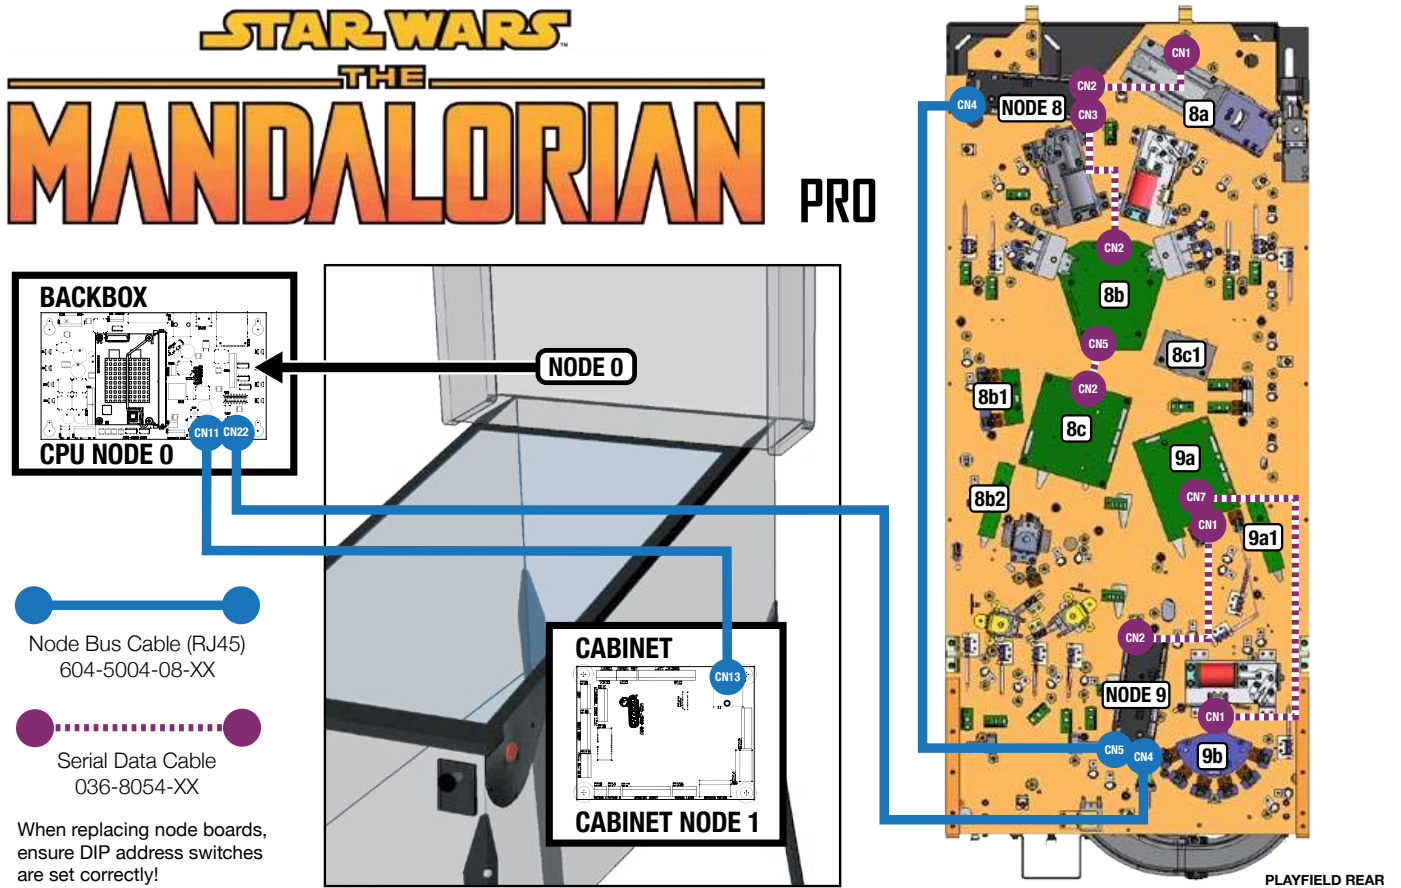 STAR WARS
™
THE
MANDALORIAN
PRO
BACKBOX
NODE 0
CN11
CN22
CPU NODE 0
Node Bus Cable (RJ45)
604-5004-08-XX
Serial Data Cable
036-8054-XX
When replacing node boards,
ensure DIP address switches
are set correctly!
CABINET
CN13
CABINET NODE 1
CN1
CN2
CN4
NODE 8
CN3
8a
CN2
8b
CN5
8c1
CN2
8b1
8c
9a
8b2
CN7
CN1
9a1
CN2
NODE 9
CN1
CN5
CN4
9b
PLAYFIELD REAR